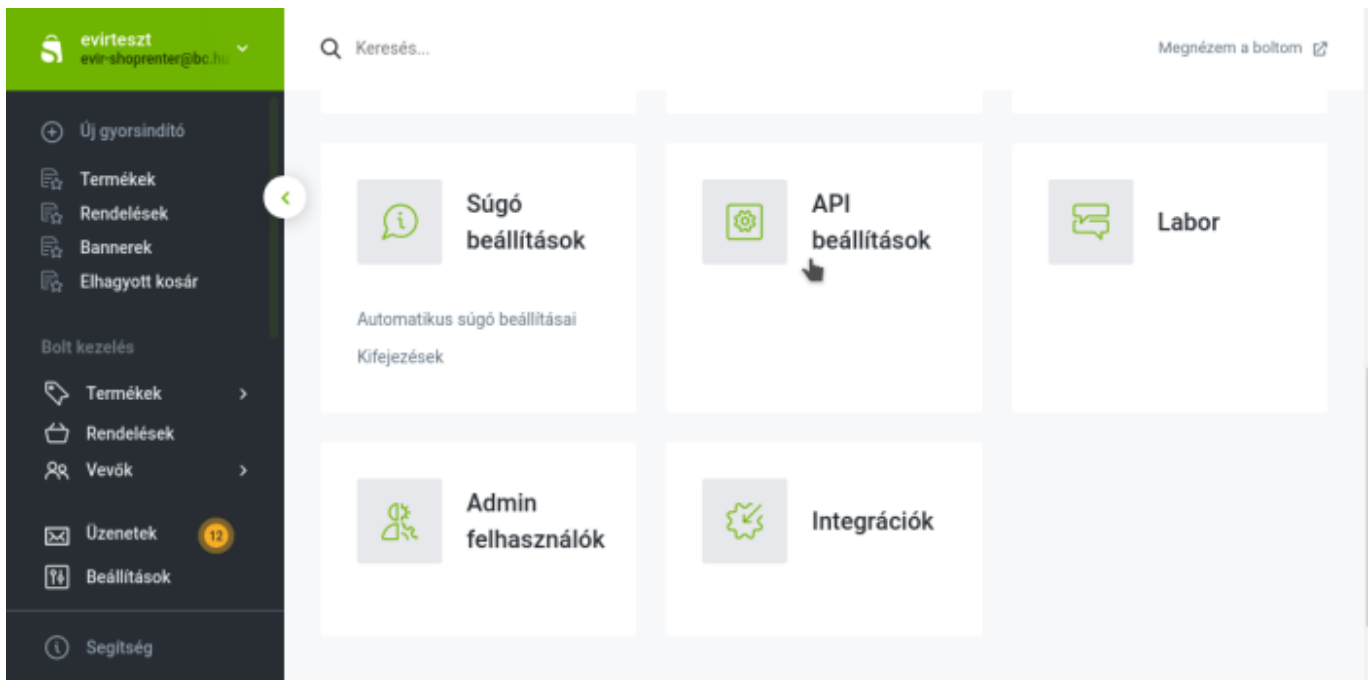 evirteszt
evir-shoprenter@bc.hu
Keresés...
Megnézem a boltom
Új gyorsindító
Termékek
Rendelések
Bannerek
Elhagyott kosár
Bolt kezelés
Termékek
Rendelések
Vevők
Üzenetek 12
Beállítások
Segítség
Súgó
beállítások
Automatikus súgó beállításai
Kifejezések
API
beállítások
Labor
Admin
felhasználók
Integrációk